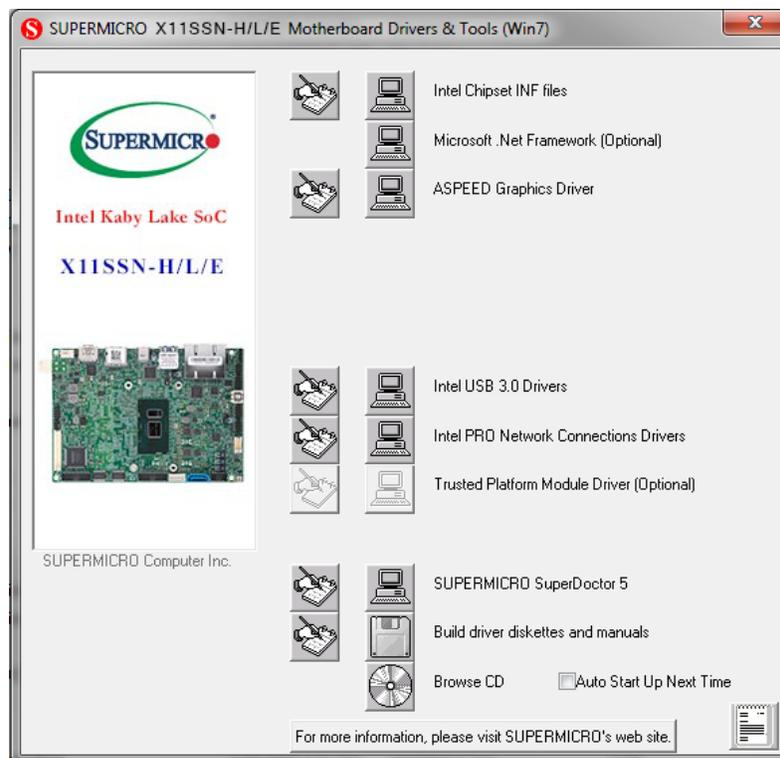 SUPERMICRO X11SSN-H/L/E Motherboard Drivers & Tools (Win7)
SUPERMICRO
Intel Kaby Lake SoC
X11SSN-H/L/E
SUPERMICRO Computer Inc.
Intel Chipset INF files
Microsoft .Net Framework (Optional)
ASPEED Graphics Driver
Intel USB 3.0 Drivers
Intel PRO Network Connections Drivers
Trusted Platform Module Driver (Optional)
SUPERMICRO SuperDoctor 5
Build driver diskettes and manuals
Browse CD
Auto Start Up Next Time
For more information, please visit SUPERMICRO's web site.